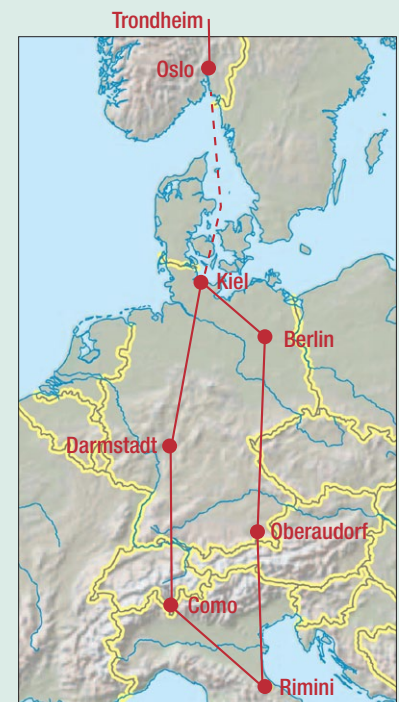 Trondheim
Oslo
Kiel
Berlin
Darmstadt
Oberaudorf
Como
Rimini